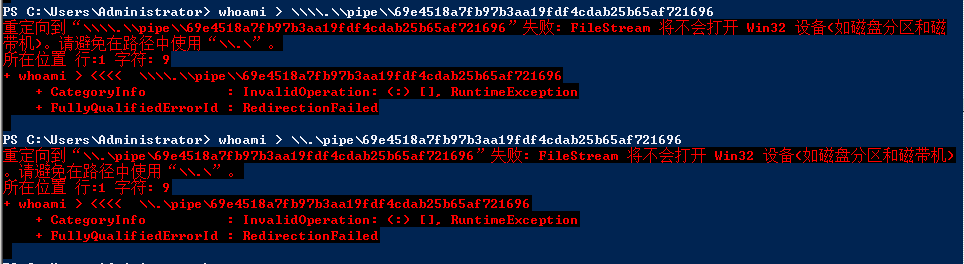 PS C:\Users\Administrator> whoami > \\\\.\\pipe\\69e4518a7fb97b3aa19fdf4cdab25b65af721696
重定向到“\\\\.\\pipe\\69e4518a7fb97b3aa19fdf4cdab25b65af721696”失败: FileStream 将不会打开 Win32 设备<如磁盘分区和磁
带机>。请避免在路径中使用“\\.\”。
所在位置 行:1 字符: 9
+ whoami > <<<<  \\\\.\\pipe\\69e4518a7fb97b3aa19fdf4cdab25b65af721696
    + CategoryInfo          : InvalidOperation: (:) [], RuntimeException
    + FullyQualifiedErrorId : RedirectionFailed
PS C:\Users\Administrator> whoami > \\.\pipe\69e4518a7fb97b3aa19fdf4cdab25b65af721696
重定向到“\\.\pipe\69e4518a7fb97b3aa19fdf4cdab25b65af721696”失败: FileStream 将不会打开 Win32 设备<如磁盘分区和磁带机>
。请避免在路径中使用“\\.\”。
所在位置 行:1 字符: 9
+ whoami > <<<<  \\.\pipe\69e4518a7fb97b3aa19fdf4cdab25b65af721696
    + CategoryInfo          : InvalidOperation: (:) [], RuntimeException
    + FullyQualifiedErrorId : RedirectionFailed